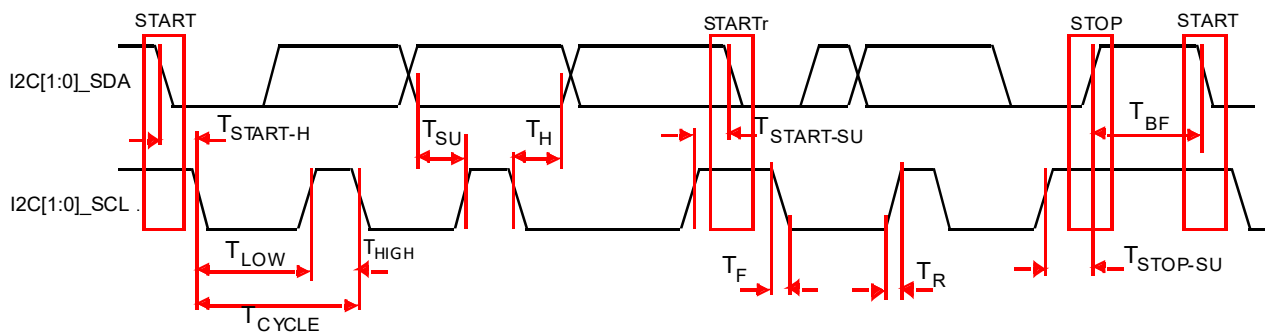 START
STARTr
STOP
START
I2C[1:0]_SDA
TSTART-H
TSU
TH
TSTART-SU
TBF
I2C[1:0]_SCL .
TLOW
THIGH
TF
TR
TSTOP-SU
TCYCLE